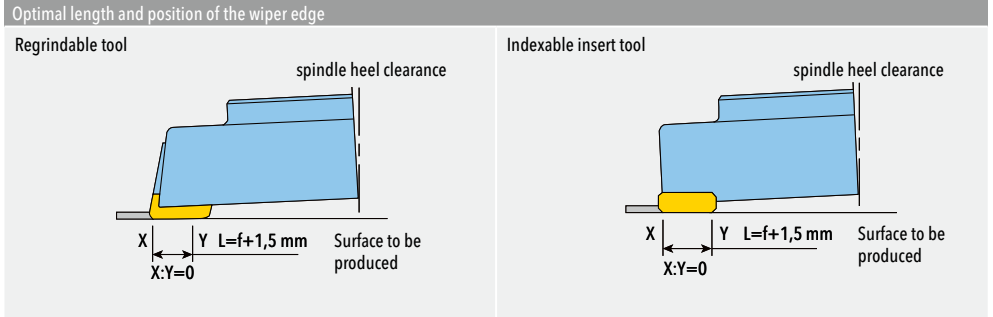 Optimal length and position of the wiper edge
Regrindable tool
spindle heel clearance
X Y L=f+1,5 mm
X:Y=0
Surface to be
produced
Indexable insert tool
spindle heel clearance
X Y L=f+1,5 mm
X:Y=0
Surface to be
produced